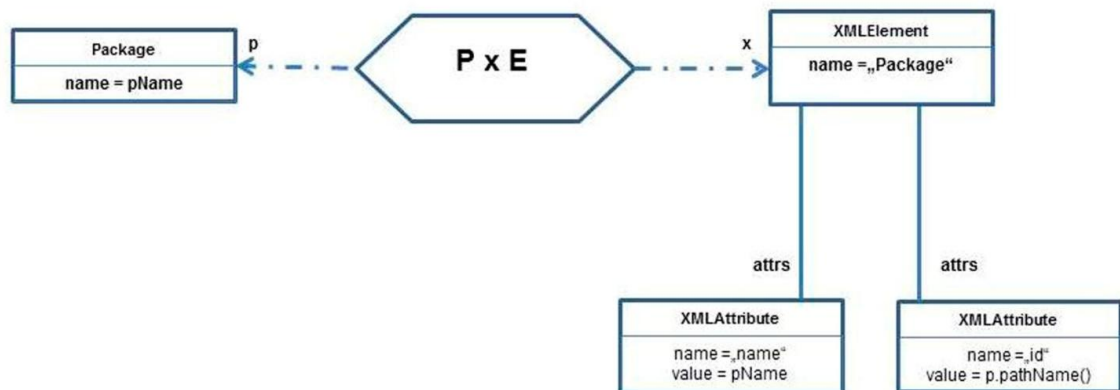 Package
name = pName
p
P x E
x
XMLElement
name =„Package“
attrs
attrs
XMLAttribute
name =„name“
value = pName
XMLAttribute
name =„id“
value = p.pathName()